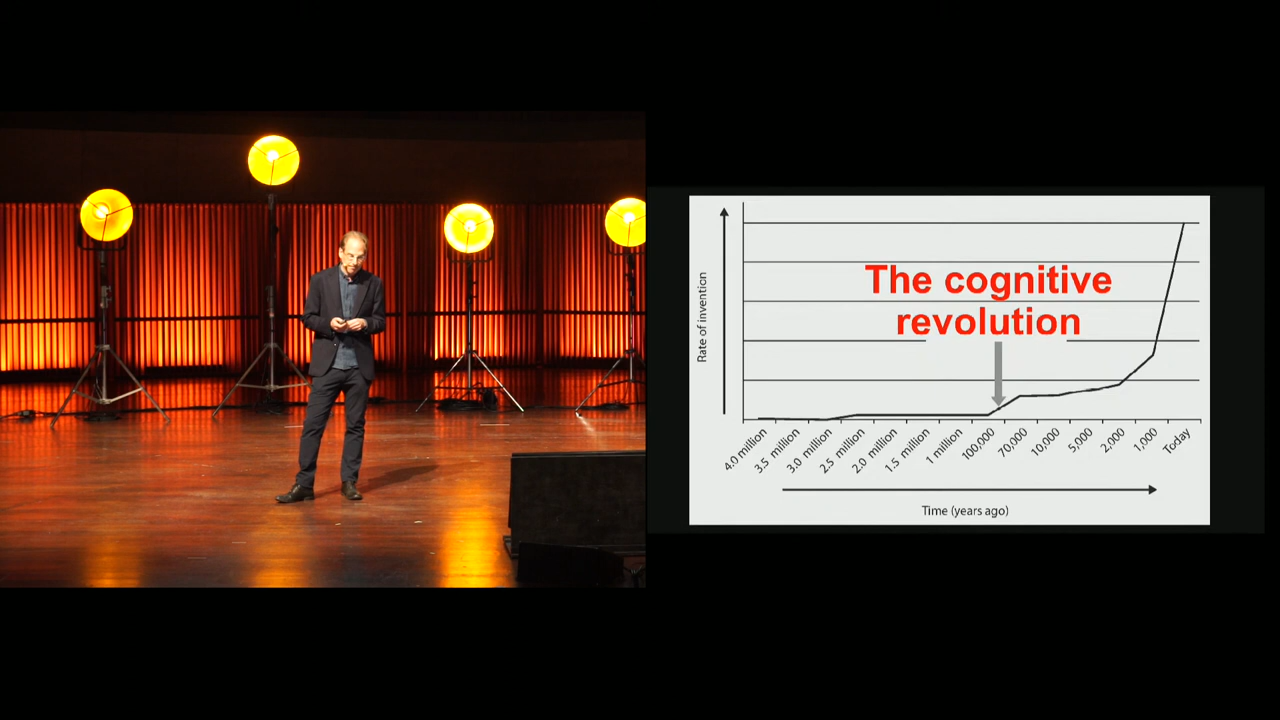 The cognitive
revolution
Rate of invention
4.0 million
3.5 million
3.0 million
2.5 million
2.0 million
1.5 million
1 million
100,000
70,000
10,000
5,000
2,000
1,000
Today
Time (years ago)